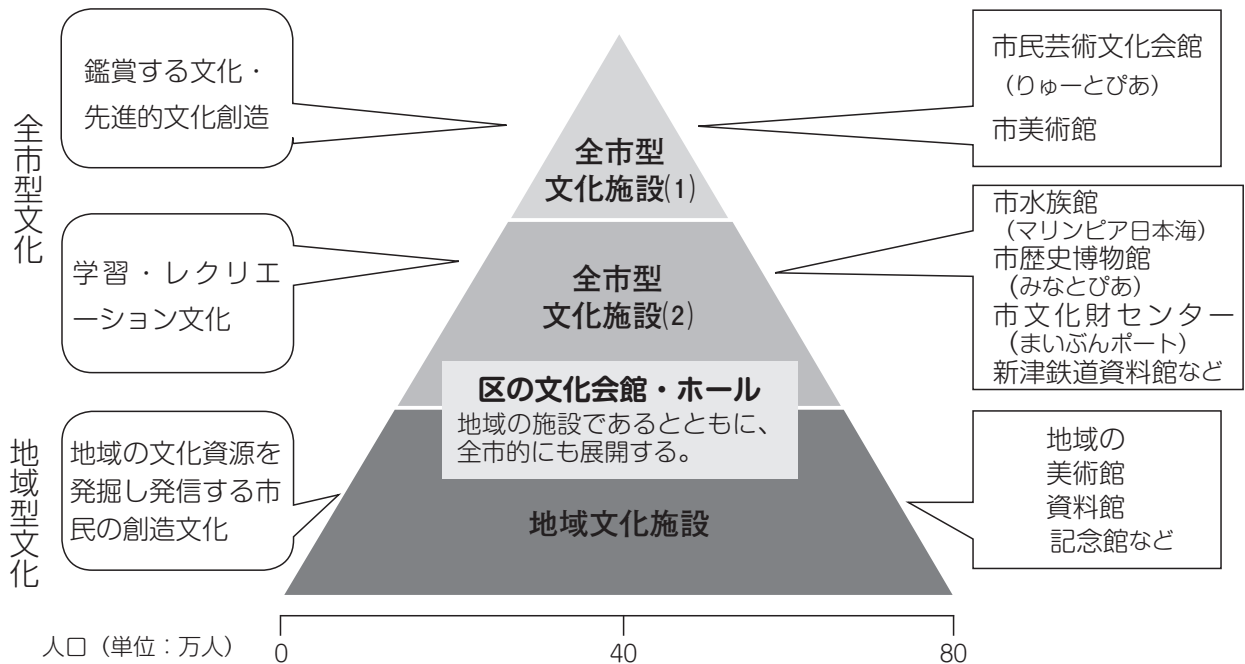 全市型文化
鑑賞する文化・
先進的文化創造
全市型
文化施設(1)
市民芸術文化会館
(りゅーとぴあ)
市美術館
学習・レクリエ
ーション文化
全市型
文化施設(2)
市水族館
(マリンピア日本海)
市歴史博物館
(みなとぴあ)
市文化財センター
(まいぶんポート)
新津鉄道資料館など
区の文化会館・ホール
地域の施設であるとともに、
全市的にも展開する。
地域型文化
地域の文化資源を
発掘し発信する市
民の創造文化
地域文化施設
地域の
美術館
資料館
記念館など
人口(単位:万人)
0 40 80